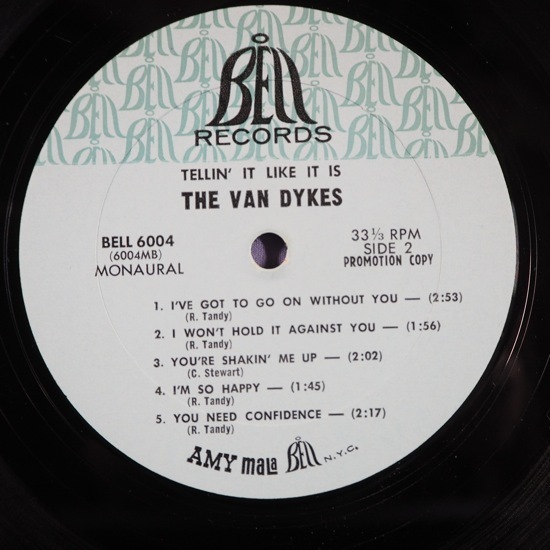 BELL
RECORDS
TELLIN' IT LIKE IT IS
THE VAN DYKES
BELL 6004
(6004MB)
MONAURAL
33⅓ RPM
SIDE 2
PROMOTION COPY
1. I'VE GOT TO GO ON WITHOUT YOU — (2:53)
(R. Tandy)
2. I WON'T HOLD IT AGAINST YOU — (1:56)
(R. Tandy)
3. YOU'RE SHAKIN' ME UP — (2:02)
(C. Stewart)
4. I'M SO HAPPY — (1:45)
(R. Tandy)
5. YOU NEED CONFIDENCE — (2:17)
(R. Tandy)
AMY mala BELL N.Y.C.